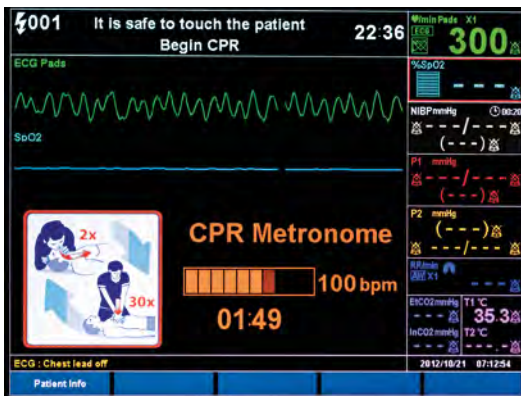 001
It is safe to touch the patient
Begin CPR
22:36
ECG Pads
SpO2
2x
30x
CPR Metronome
100 bpm
01:49
ECG : Chest lead off
Patient Info
♥/min Pads X1
ECG
300
%SpO2
---
NIBP mmHg 00:20
---/---
(---)
P1 mmHg
---/---
(---)
P2 mmHg
(---)
---/---
RR/min
X1
---
EtCO2 mmHg
---
T1 °C
35.3
InCO2 mmHg
---
T2 °C
---.-
2012/10/21 07:12:54